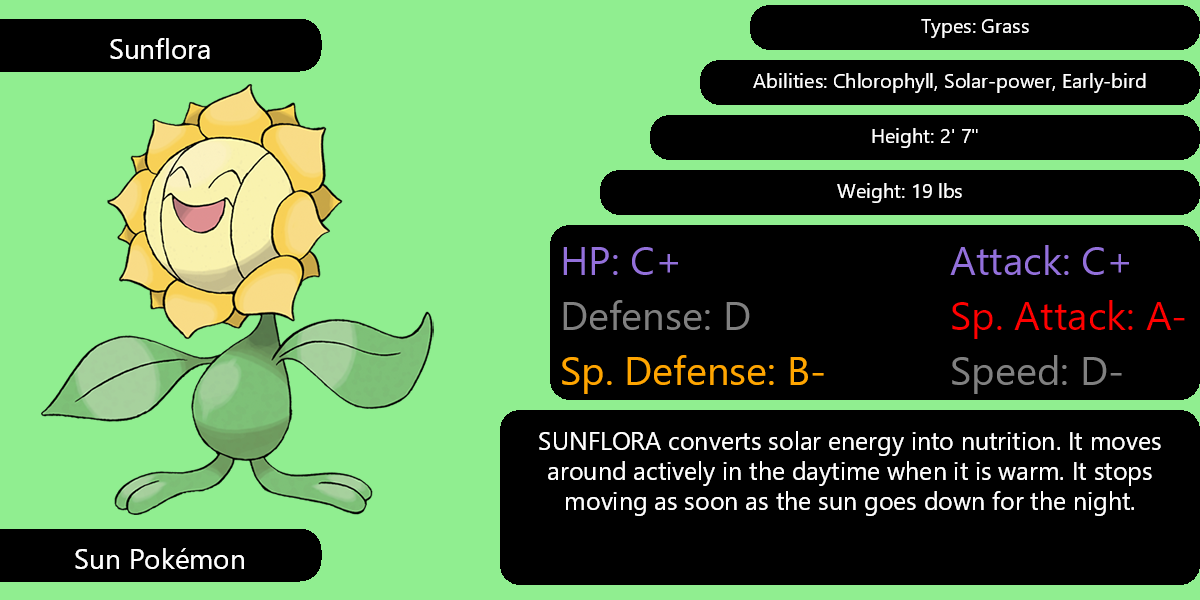 Sunflora
Types: Grass
Abilities: Chlorophyll, Solar-power, Early-bird
Height: 2' 7"
Weight: 19 lbs
HP: C+
Attack: C+
Defense: D
Sp. Attack: A-
Sp. Defense: B-
Speed: D-
SUNFLORA converts solar energy into nutrition. It moves
around actively in the daytime when it is warm. It stops
moving as soon as the sun goes down for the night.
Sun Pokémon